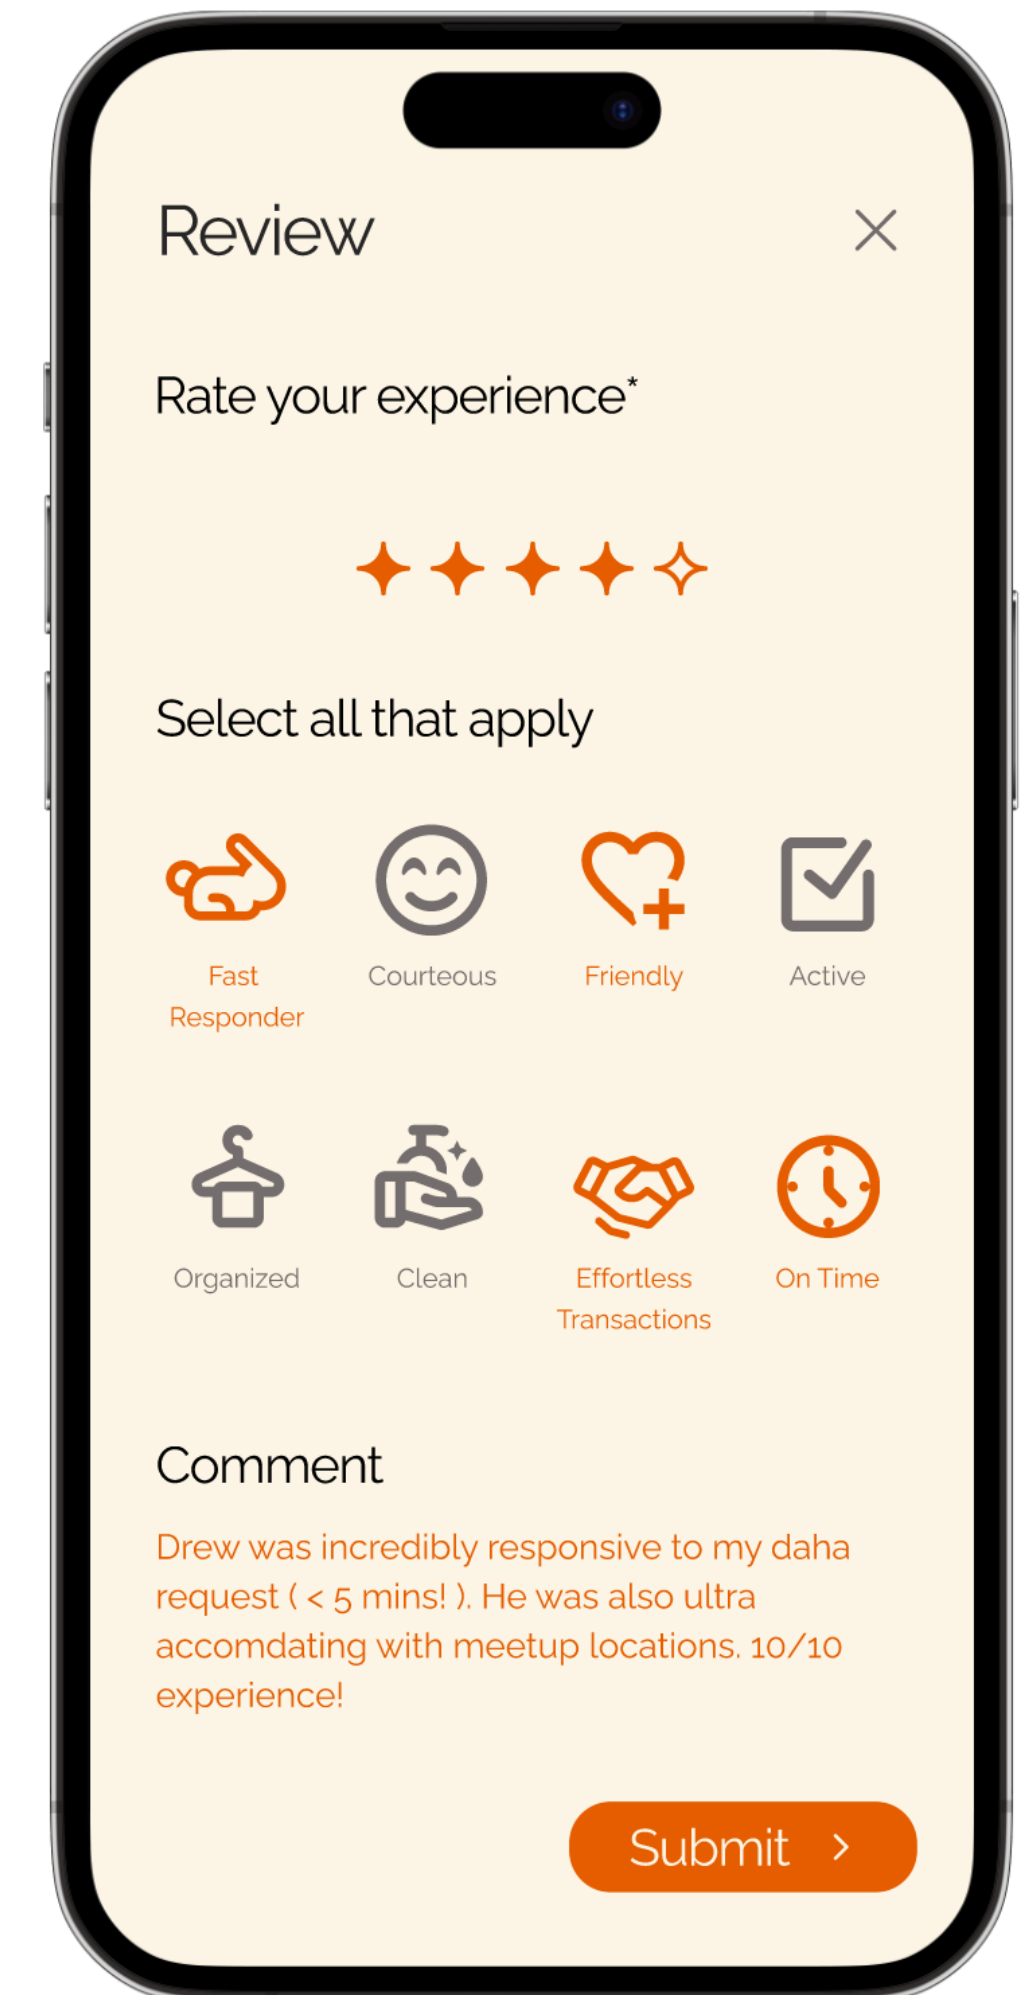 Review
Rate your experience*
Select all that apply
Fast
Responder
Courteous
Friendly
Active
Organized
Clean
Effortless
Transactions
On Time
Comment
Drew was incredibly responsive to my daha
request ( < 5 mins! ). He was also ultra
accomdating with meetup locations. 10/10
experience!
Submit >